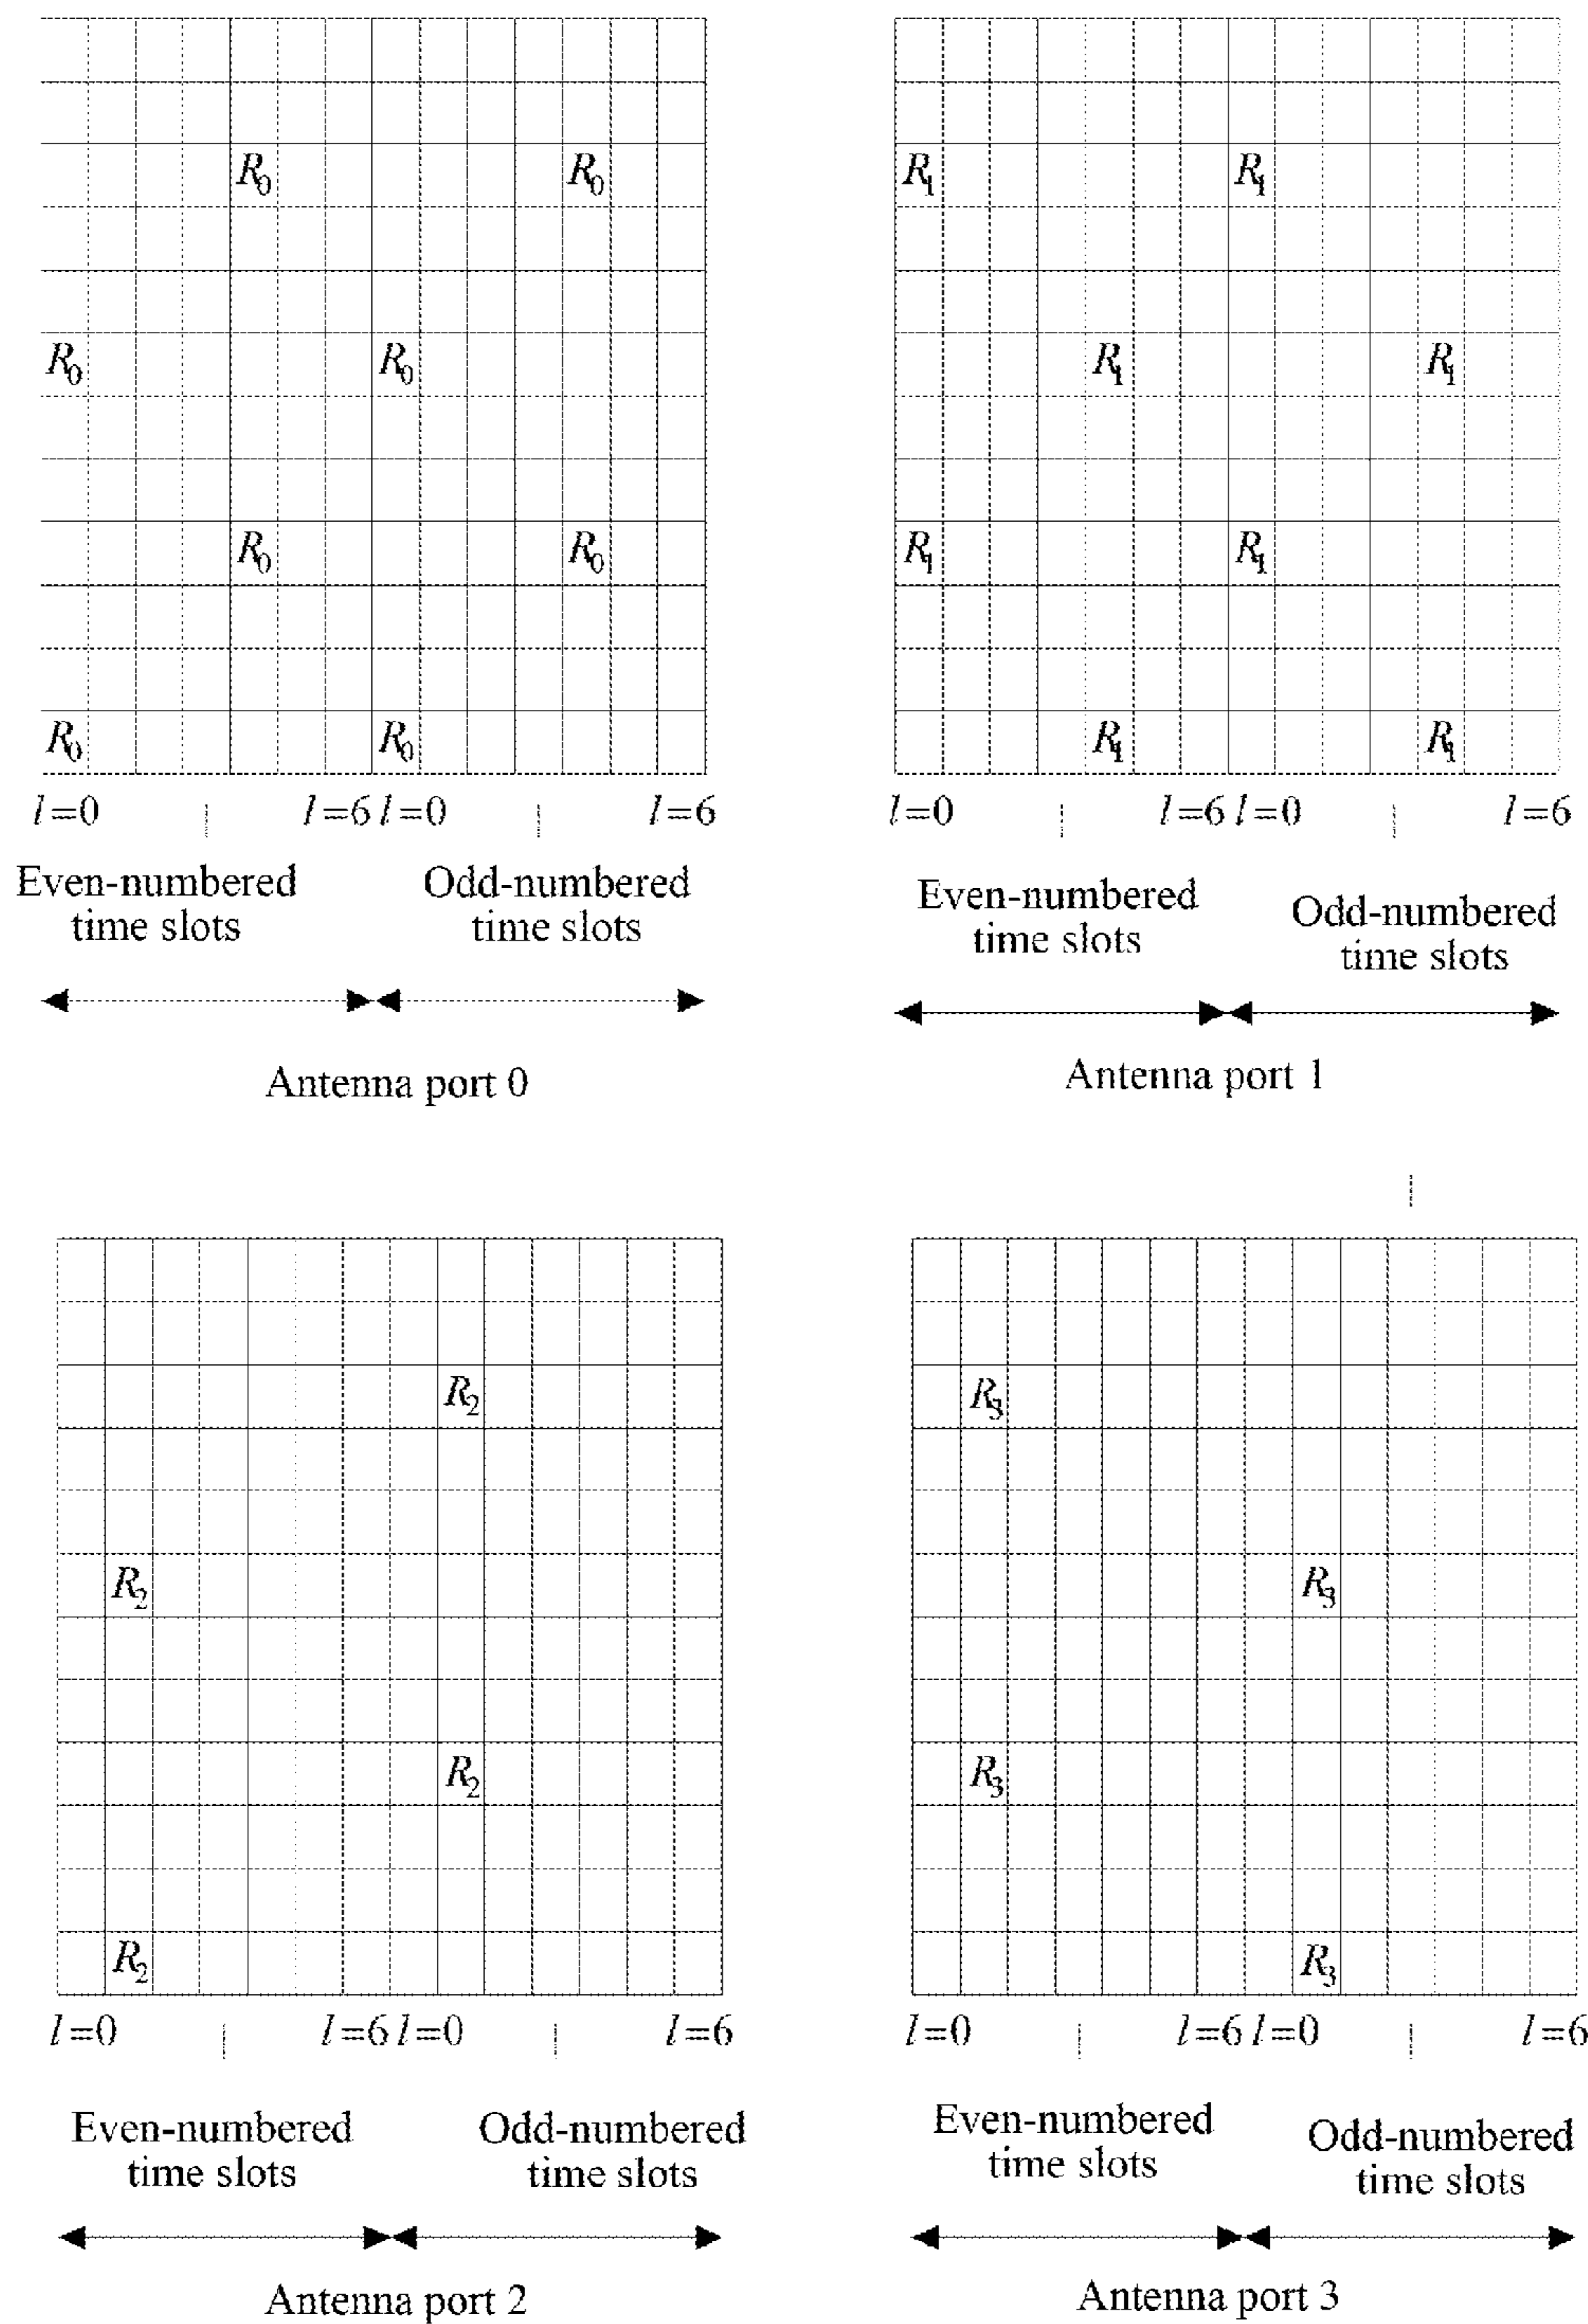 R0 R0
R0 R0
R0 R0
R0 R0
l=0 l=6 l=0 l=6
Even-numbered
time slots
Odd-numbered
time slots
Antenna port 0
R1 R1
R1 R1
R1 R1
R1 R1
l=0 l=6 l=0 l=6
Even-numbered
time slots
Odd-numbered
time slots
Antenna port 1
R2
R2
R2
R2
l=0 l=6 l=0 l=6
Even-numbered
time slots
Odd-numbered
time slots
Antenna port 2
R3
R3
R3
R3
l=0 l=6 l=0 l=6
Even-numbered
time slots
Odd-numbered
time slots
Antenna port 3